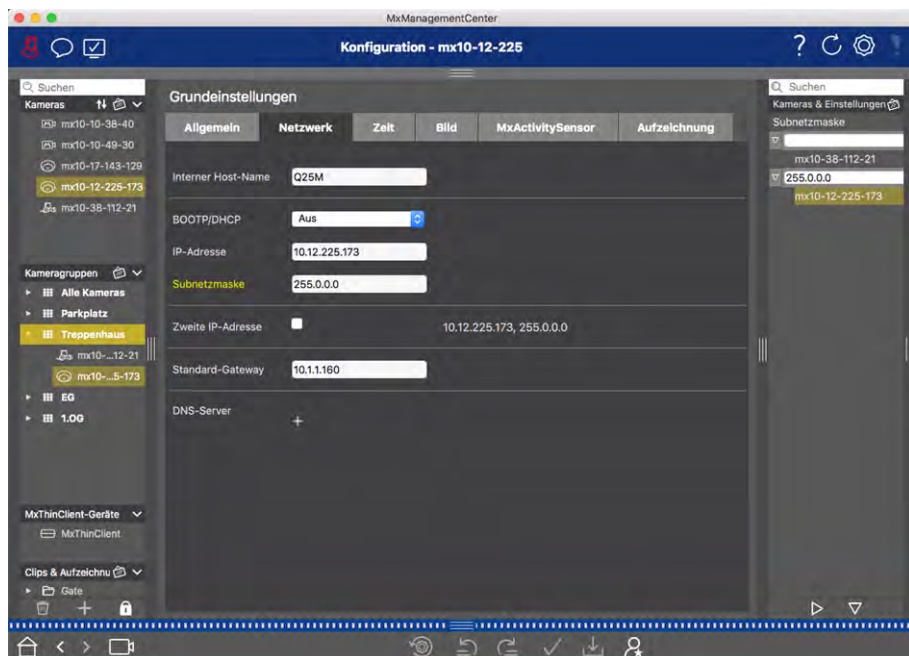 MxManagementCenter
Konfiguration - mx10-12-225
Suchen
Kameras
mx10-10-38-40
mx10-10-49-30
mx10-17-143-129
mx10-12-225-173
mx10-38-112-21
Kameragruppen
Alle Kameras
Parkplatz
Treppenhaus
mx10-...12-21
mx10-...5-173
EG
1.OG
MxThinClient-Geräte
MxThinClient
Clips & Aufzeichnu
Gate
Grundeinstellungen
Allgemein Netzwerk Zeit Bild MxActivitySensor Aufzeichnung
Interner Host-Name Q25M
BOOTP/DHCP Aus
IP-Adresse 10.12.225.173
Subnetzmaske 255.0.0.0
Zweite IP-Adresse 10.12.225.173, 255.0.0.0
Standard-Gateway 10.1.1.160
DNS-Server +
Suchen
Kameras & Einstellungen
Subnetzmaske
mx10-38-112-21
255.0.0.0
mx10-12-225-173